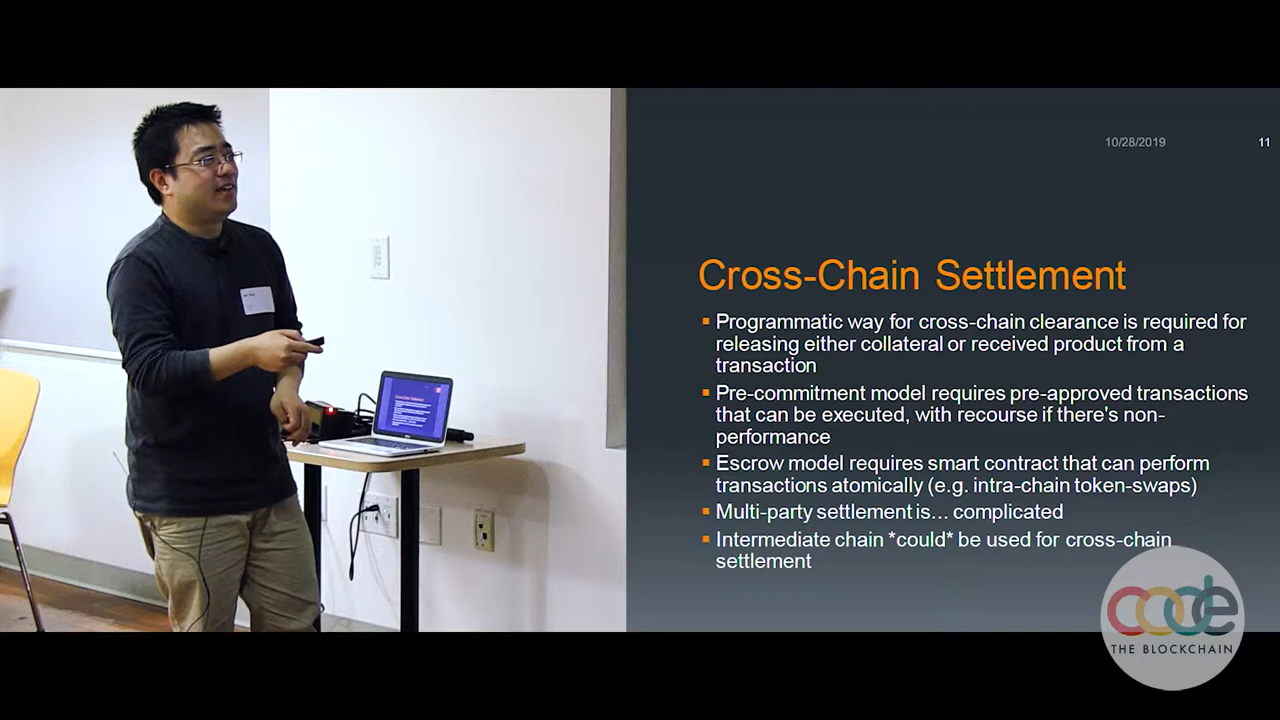 10/28/2019
11
Cross-Chain Settlement
▪ Programmatic way for cross-chain clearance is required for
releasing either collateral or received product from a
transaction
▪ Pre-commitment model requires pre-approved transactions
that can be executed, with recourse if there's non-
performance
▪ Escrow model requires smart contract that can perform
transactions atomically (e.g. intra-chain token-swaps)
▪ Multi-party settlement is... complicated
▪ Intermediate chain *could* be used for cross-chain
settlement
code
THE BLOCKCHAIN